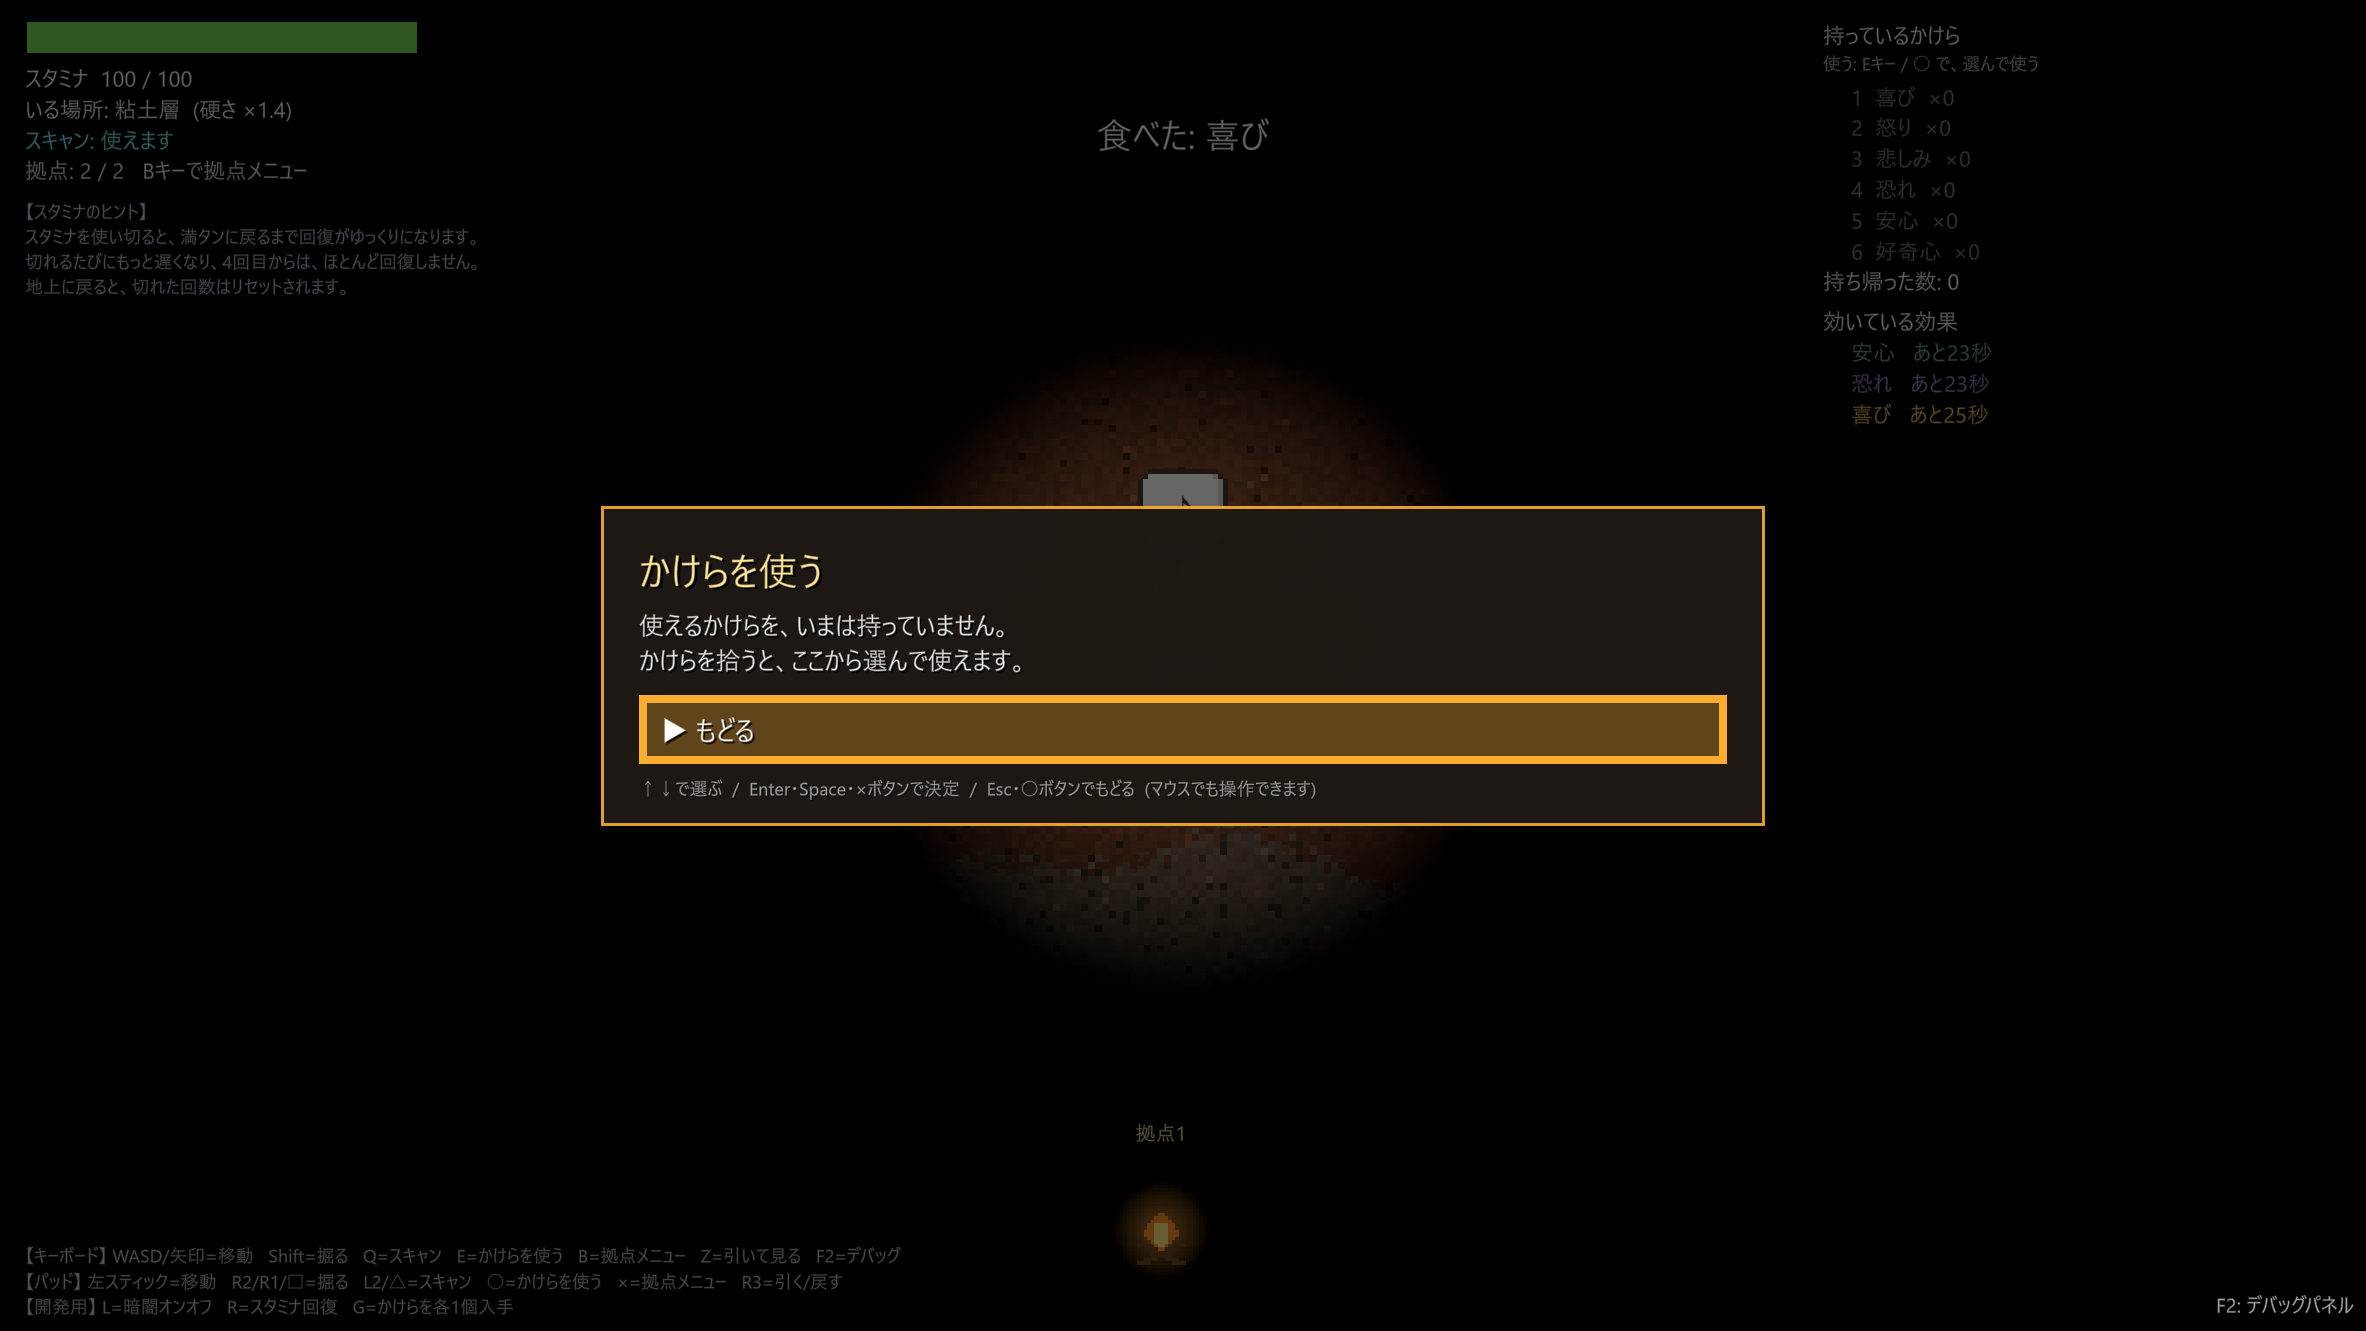 スタミナ 100 / 100
いる場所: 粘土層 (硬さ ×1.4)
スキャン: 使えます
拠点: 2 / 2 Bキーで拠点メニュー
【スタミナのヒント】
スタミナを使い切ると、満タンに戻るまで回復がゆっくりになります。
切れるたびにもっと遅くなり、4回目からは、ほとんど回復しません。
地上に戻ると、切れた回数はリセットされます。
食べた: 喜び
持っているかけら
使う: Eキー / ○ で、選んで使う
1 喜び ×0
2 怒り ×0
3 悲しみ ×0
4 恐れ ×0
5 安心 ×0
6 好奇心 ×0
持ち帰った数: 0
効いている効果
安心 あと23秒
恐れ あと23秒
喜び あと25秒
かけらを使う
使えるかけらを、いまは持っていません。
かけらを拾うと、ここから選んで使えます。
▶ もどる
↑↓で選ぶ / Enter・Space・×ボタンで決定 / Esc・○ボタンでもどる (マウスでも操作できます)
拠点1
【キーボード】WASD/矢印=移動 Shift=掘る Q=スキャン E=かけらを使う B=拠点メニュー Z=引いて見る F2=デバッグ
【パッド】左スティック=移動 R2/R1/□=掘る L2/△=スキャン ○=かけらを使う ×=拠点メニュー R3=引く/戻す
【開発用】L=暗闇オンオフ R=スタミナ回復 G=かけらを各1個入手
F2: デバッグパネル